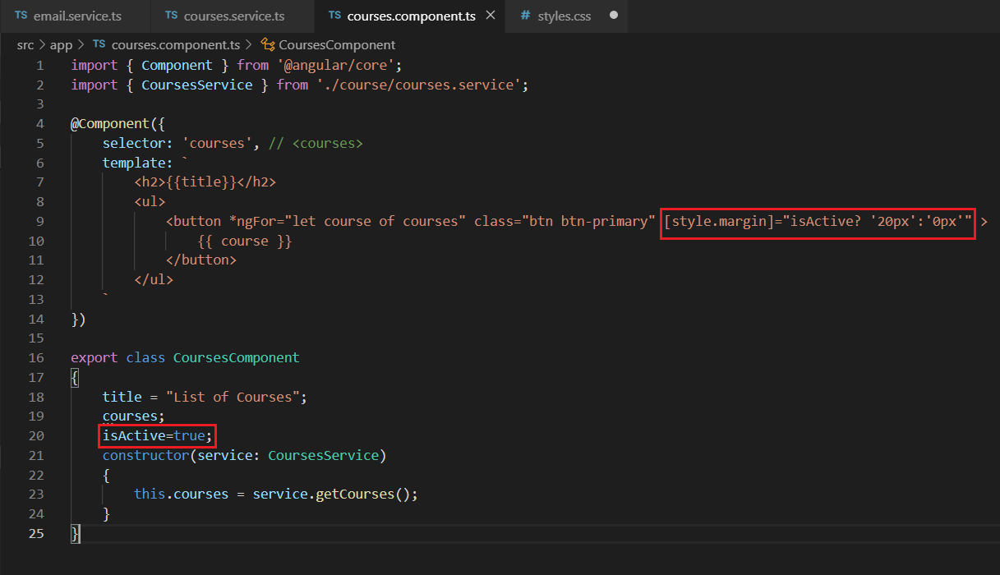 TS email.service.ts TS courses.service.ts TS courses.component.ts × # styles.css ●
src > app > TS courses.component.ts > CoursesComponent
1 import { Component } from '@angular/core';
2 import { CoursesService } from './course/courses.service';
3
4 @Component({
5 selector: 'courses', // <courses>
6 template: `
7 <h2>{{title}}</h2>
8 <ul>
9 <button *ngFor="let course of courses" class="btn btn-primary" [style.margin]="isActive? '20px':'0px'" >
10 {{ course }}
11 </button>
12 </ul>
13 `
14 })
15
16 export class CoursesComponent
17 {
18 title = "List of Courses";
19 courses;
20 isActive=true;
21 constructor(service: CoursesService)
22 {
23 this.courses = service.getCourses();
24 }
25 }